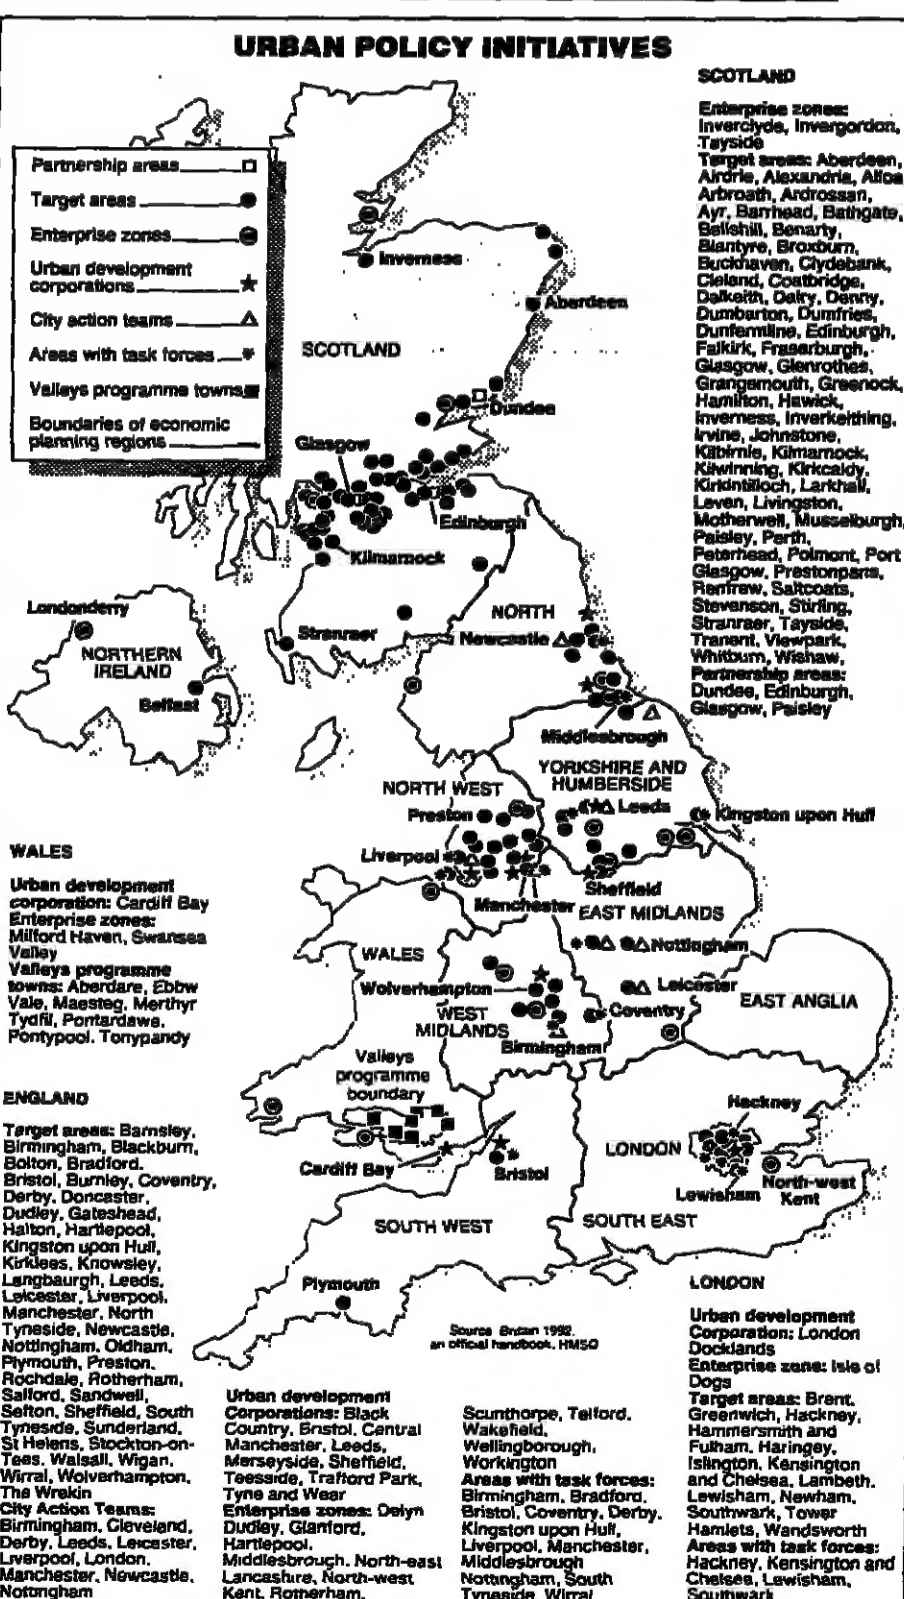 URBAN POLICY INITIATIVES
Partnership areas
Target areas
Enterprise zones
Urban development
corporations
City action teams
Areas with task forces
Valleys programme towns
Boundaries of economic
planning regions
SCOTLAND
Enterprise zones:
Inverclyde, Invergordon,
Tayside
Target areas: Aberdeen,
Airdrie, Alexandria, Alloa
Arbroath, Ardrossan,
Ayr, Barrhead, Bathgate,
Bellshill, Benarty,
Blantyre, Broxburn,
Buckhaven, Clydebank,
Cleland, Coatbridge,
Dalkeith, Dalry, Denny,
Dumbarton, Dumfries,
Dunfermline, Edinburgh,
Falkirk, Fraserburgh,
Glasgow, Glenrothes,
Grangemouth, Greenock,
Hamilton, Hawick,
Inverness, Inverkeithing,
Irvine, Johnstone,
Kilbirnie, Kilmarnock,
Kilwinning, Kirkcaldy,
Kirkintilloch, Larkhall,
Leven, Livingston,
Motherwell, Musselburgh,
Paisley, Perth,
Peterhead, Polmont, Port
Glasgow, Prestonpans,
Renfrew, Saltcoats,
Stevenson, Stirling,
Stranraer, Tayside,
Tranent, Viewpark,
Whitburn, Wishaw,
Partnership areas:
Dundee, Edinburgh,
Glasgow, Paisley
Inverness
Aberdeen
SCOTLAND
Dundee
Glasgow
Edinburgh
Kilmarnock
Londonderry
NORTH
Stranraer
Newcastle
NORTHERN
IRELAND
Belfast
Middlesbrough
YORKSHIRE AND
HUMBERSIDE
NORTH WEST
Preston
Leeds
Kingston upon Hull
Liverpool
Sheffield
Manchester
EAST MIDLANDS
WALES
Nottingham
Wolverhampton
Leicester
EAST ANGLIA
WEST
MIDLANDS
Coventry
Birmingham
Valleys
programme
boundary
Hackney
LONDON
Cardiff Bay
Bristol
Lewisham
North-west
Kent
SOUTH WEST
SOUTH EAST
Plymouth
Source Britain 1992,
an official handbook, HMSO
WALES
Urban development
corporation: Cardiff Bay
Enterprise zones:
Milford Haven, Swansea
Valley
Valleys programme
towns: Aberdare, Ebbw
Vale, Maesteg, Merthyr
Tydfil, Pontardawe,
Pontypool, Tonypandy
ENGLAND
Target areas: Barnsley,
Birmingham, Blackburn,
Bolton, Bradford,
Bristol, Burnley, Coventry,
Derby, Doncaster,
Dudley, Gateshead,
Halton, Hartlepool,
Kingston upon Hull,
Kirklees, Knowsley,
Langbaurgh, Leeds,
Leicester, Liverpool,
Manchester, North
Tyneside, Newcastle,
Nottingham, Oldham,
Plymouth, Preston,
Rochdale, Rotherham,
Salford, Sandwell,
Sefton, Sheffield, South
Tyneside, Sunderland,
St Helens, Stockton-on-
Tees, Walsall, Wigan,
Wirral, Wolverhampton,
The Wrekin
City Action Teams:
Birmingham, Cleveland,
Derby, Leeds, Leicester,
Liverpool, London,
Manchester, Newcastle,
Nottingham
Urban development
Corporations: Black
Country, Bristol, Central
Manchester, Leeds,
Merseyside, Sheffield,
Teesside, Trafford Park,
Tyne and Wear
Enterprise zones: Delyn
Dudley, Glanford,
Hartlepool,
Middlesbrough, North-east
Lancashire, North-west
Kent, Rotherham,
Scunthorpe, Telford,
Wakefield,
Wellingborough,
Workington
Areas with task forces:
Birmingham, Bradford,
Bristol, Coventry, Derby,
Kingston upon Hull,
Liverpool, Manchester,
Middlesbrough
Nottingham, South
Tyneside, Wirral
LONDON
Urban development
Corporation: London
Docklands
Enterprise zone: Isle of
Dogs
Target areas: Brent,
Greenwich, Hackney,
Hammersmith and
Fulham, Haringey,
Islington, Kensington
and Chelsea, Lambeth,
Lewisham, Newham,
Southwark, Tower
Hamlets, Wandsworth
Areas with task forces:
Hackney, Kensington and
Chelsea, Lewisham,
Southwark